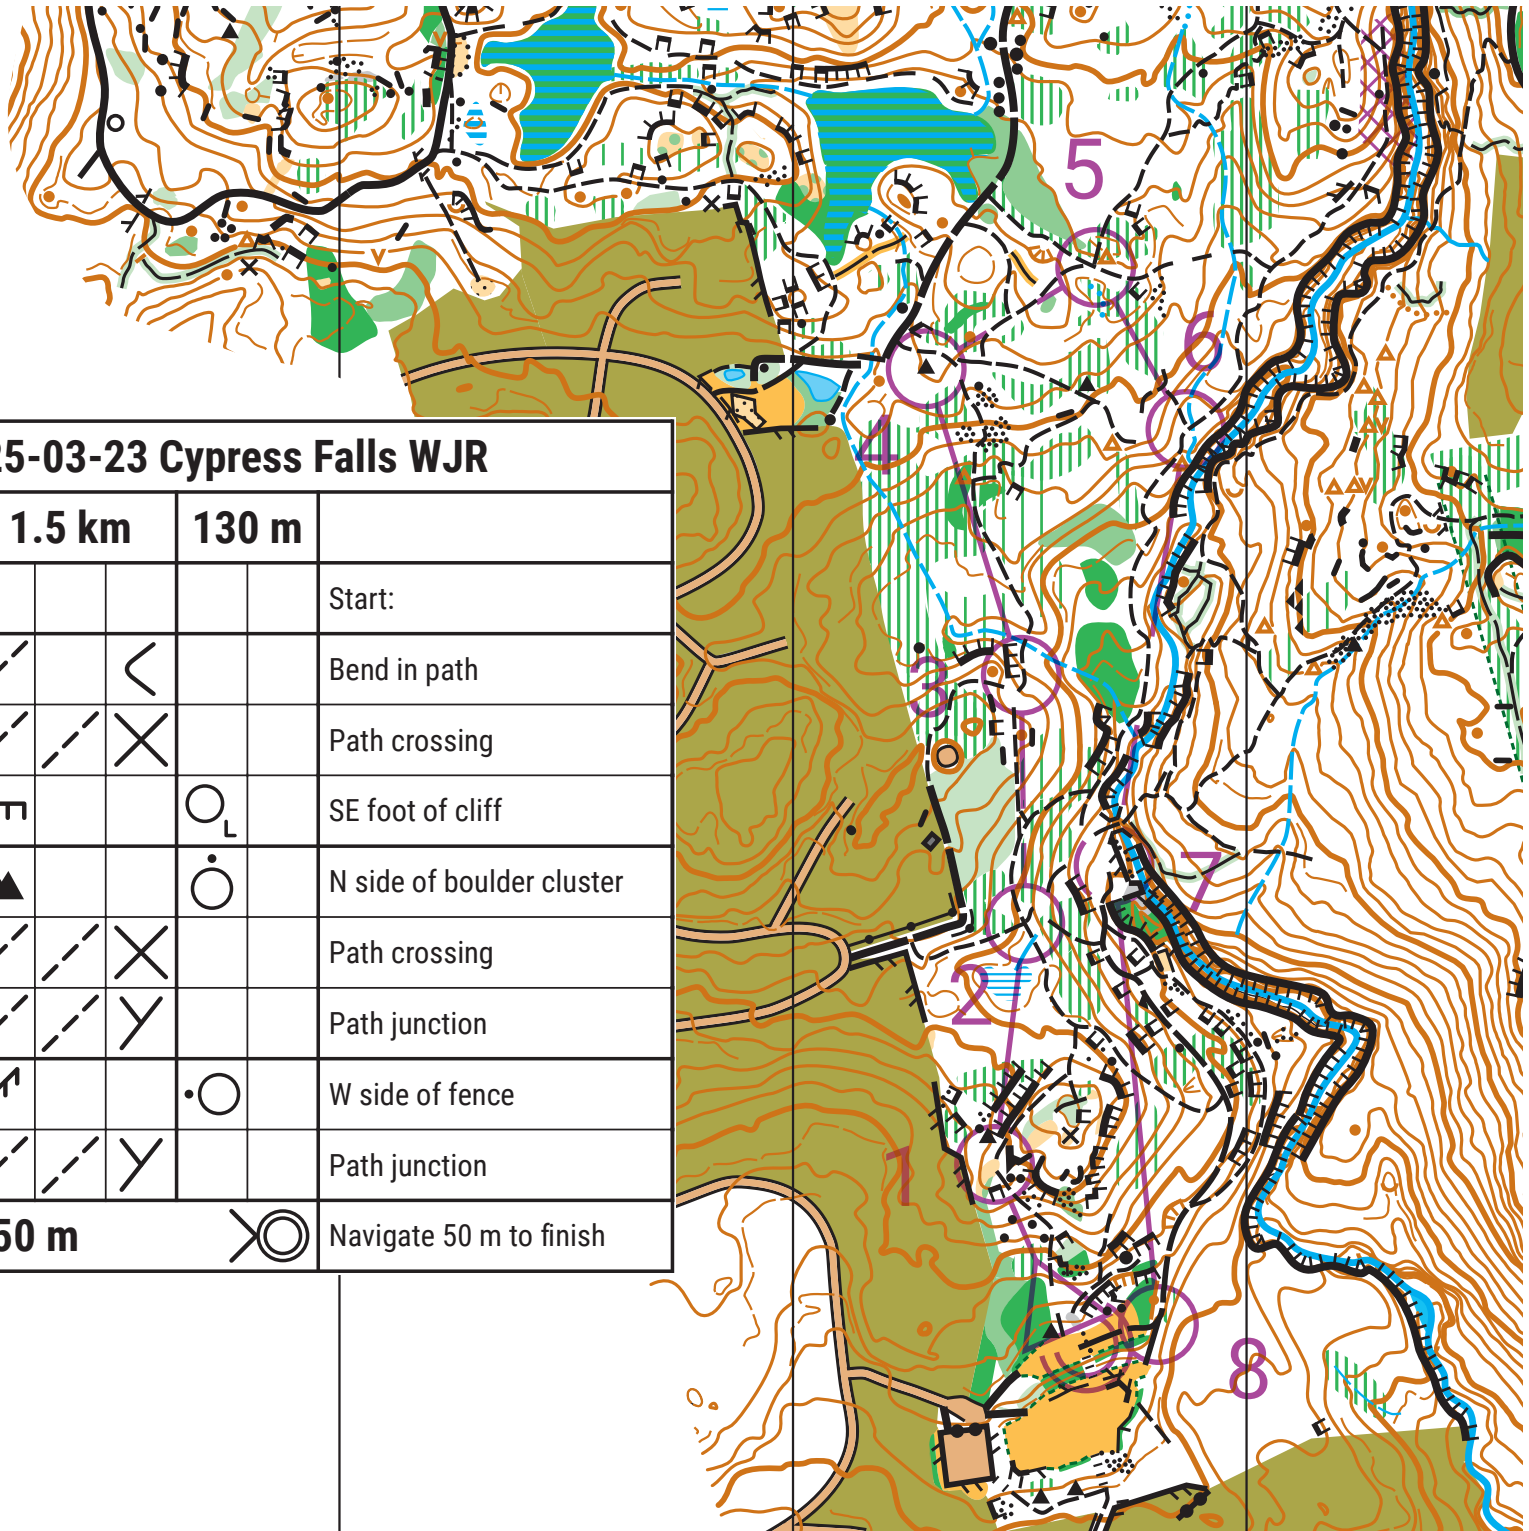 25-03-23 Cypress Falls WJR
1.5 km 130 m
Start:
Bend in path
Path crossing
SE foot of cliff
N side of boulder cluster
Path crossing
Path junction
W side of fence
Path junction
50 m Navigate 50 m to finish
5
6
4
3
7
2
1
8